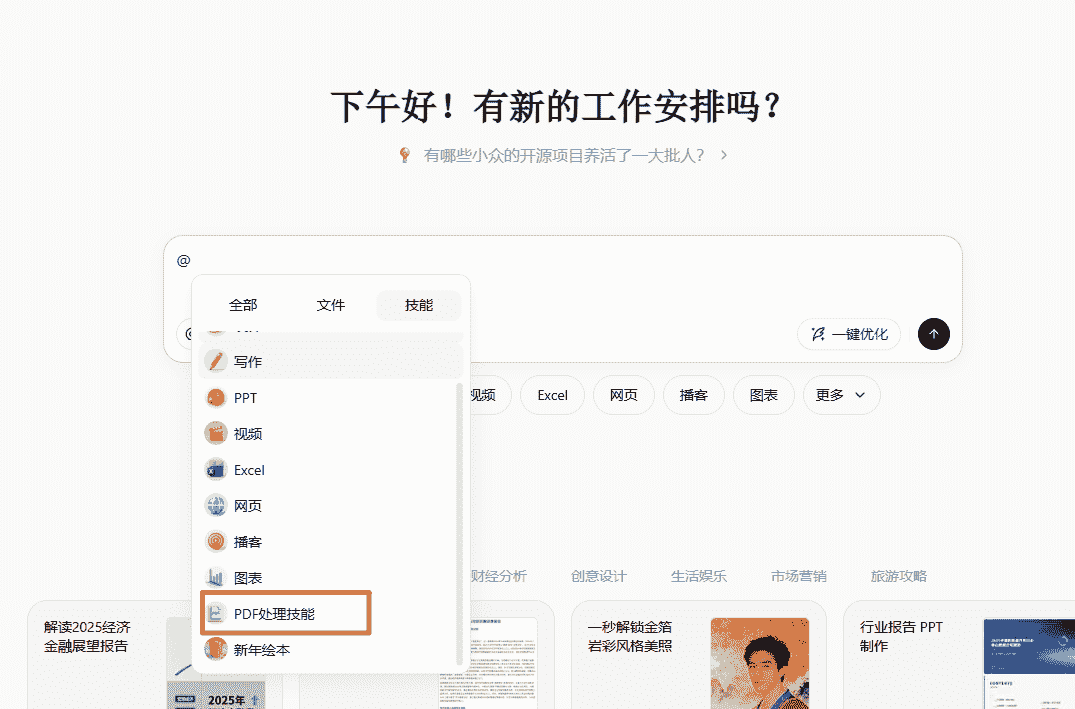 下午好！有新的工作安排吗？
有哪些小众的开源项目养活了一大批人？ >
@
全部 文件 技能
写作
PPT
视频
Excel
网页
播客
图表
PDF处理技能
新年绘本
一键优化
视频 Excel 网页 播客 图表 更多
财经分析 创意设计 生活娱乐 市场营销 旅游攻略
解读2025经济
金融展望报告
2025年
一秒解锁金箔
岩彩风格美照
行业报告 PPT
制作